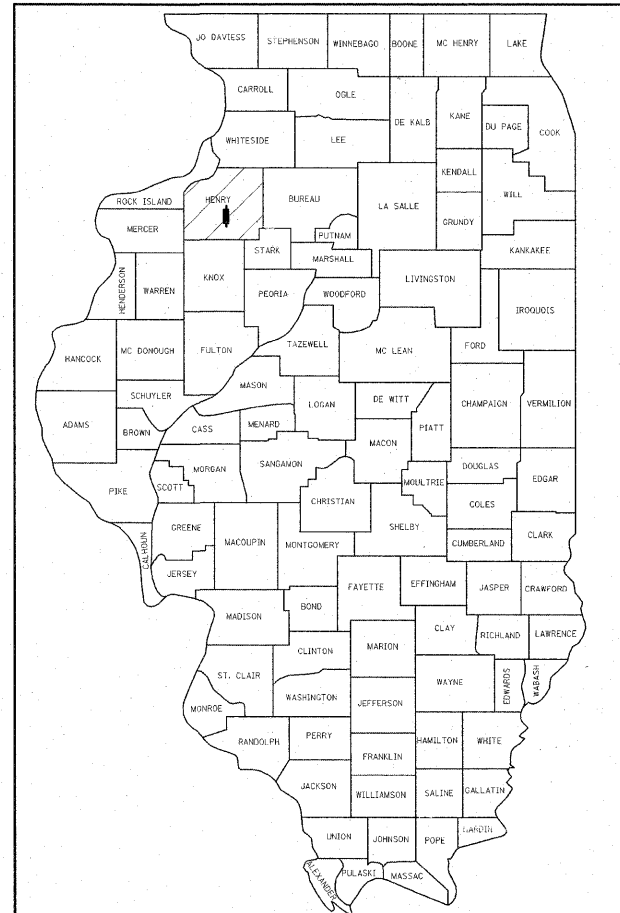 JO DAVIESS
STEPHENSON
WINNEBAGO
BOONE
MC HENRY
LAKE
CARROLL
OGLE
DE KALB
KANE
DU PAGE
COOK
WHITESIDE
LEE
KENDALL
WILL
LA SALLE
ROCK ISLAND
HENRY
BUREAU
GRUNDY
MERCER
PUTNAM
STARK
MARSHALL
KANKAKEE
HENDERSON
WARREN
KNOX
PEORIA
WOODFORD
LIVINGSTON
IROQUOIS
HANCOCK
MC DONOUGH
FULTON
TAZEWELL
MC LEAN
FORD
MASON
SCHUYLER
LOGAN
DE WITT
CHAMPAIGN
VERMILION
ADAMS
BROWN
CASS
MENARD
PIATT
MACON
MORGAN
SANGAMON
DOUGLAS
PIKE
SCOTT
MOULTRIE
EDGAR
CHRISTIAN
COLES
CALHOUN
GREENE
MACOUPIN
MONTGOMERY
SHELBY
CUMBERLAND
CLARK
JERSEY
FAYETTE
EFFINGHAM
JASPER
CRAWFORD
MADISON
BOND
CLAY
RICHLAND
LAWRENCE
MARION
CLINTON
ST. CLAIR
WAYNE
EDWARDS
WABASH
WASHINGTON
JEFFERSON
MONROE
RANDOLPH
PERRY
HAMILTON
WHITE
FRANKLIN
JACKSON
WILLIAMSON
SALINE
GALLATIN
UNION
JOHNSON
POPE
HARDIN
ALEXANDER
PULASKI
MASSAC